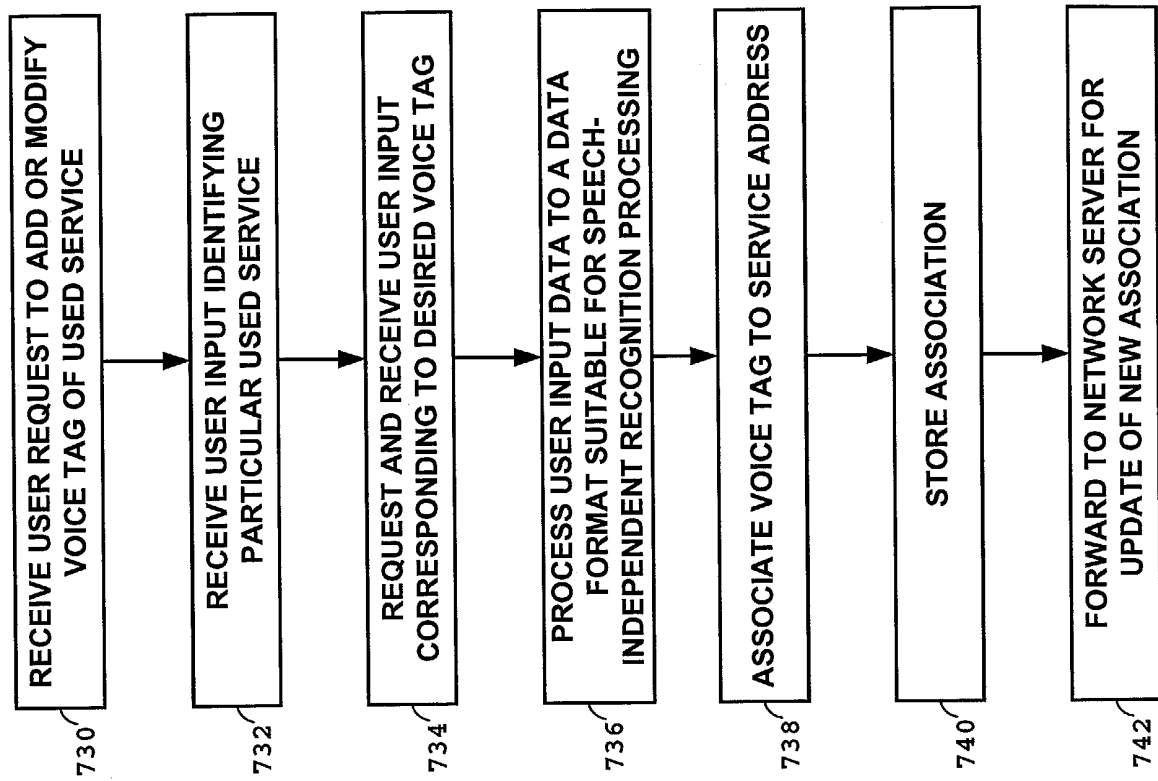 RECEIVE USER REQUEST TO ADD OR MODIFY
VOICE TAG OF USED SERVICE
730
RECEIVE USER INPUT IDENTIFYING
PARTICULAR USED SERVICE
732
REQUEST AND RECEIVE USER INPUT
CORRESPONDING TO DESIRED VOICE TAG
734
PROCESS USER INPUT DATA TO A DATA
FORMAT SUITABLE FOR SPEECH-
INDEPENDENT RECOGNITION PROCESSING
736
ASSOCIATE VOICE TAG TO SERVICE ADDRESS
738
STORE ASSOCIATION
740
FORWARD TO NETWORK SERVER FOR
UPDATE OF NEW ASSOCIATION
742